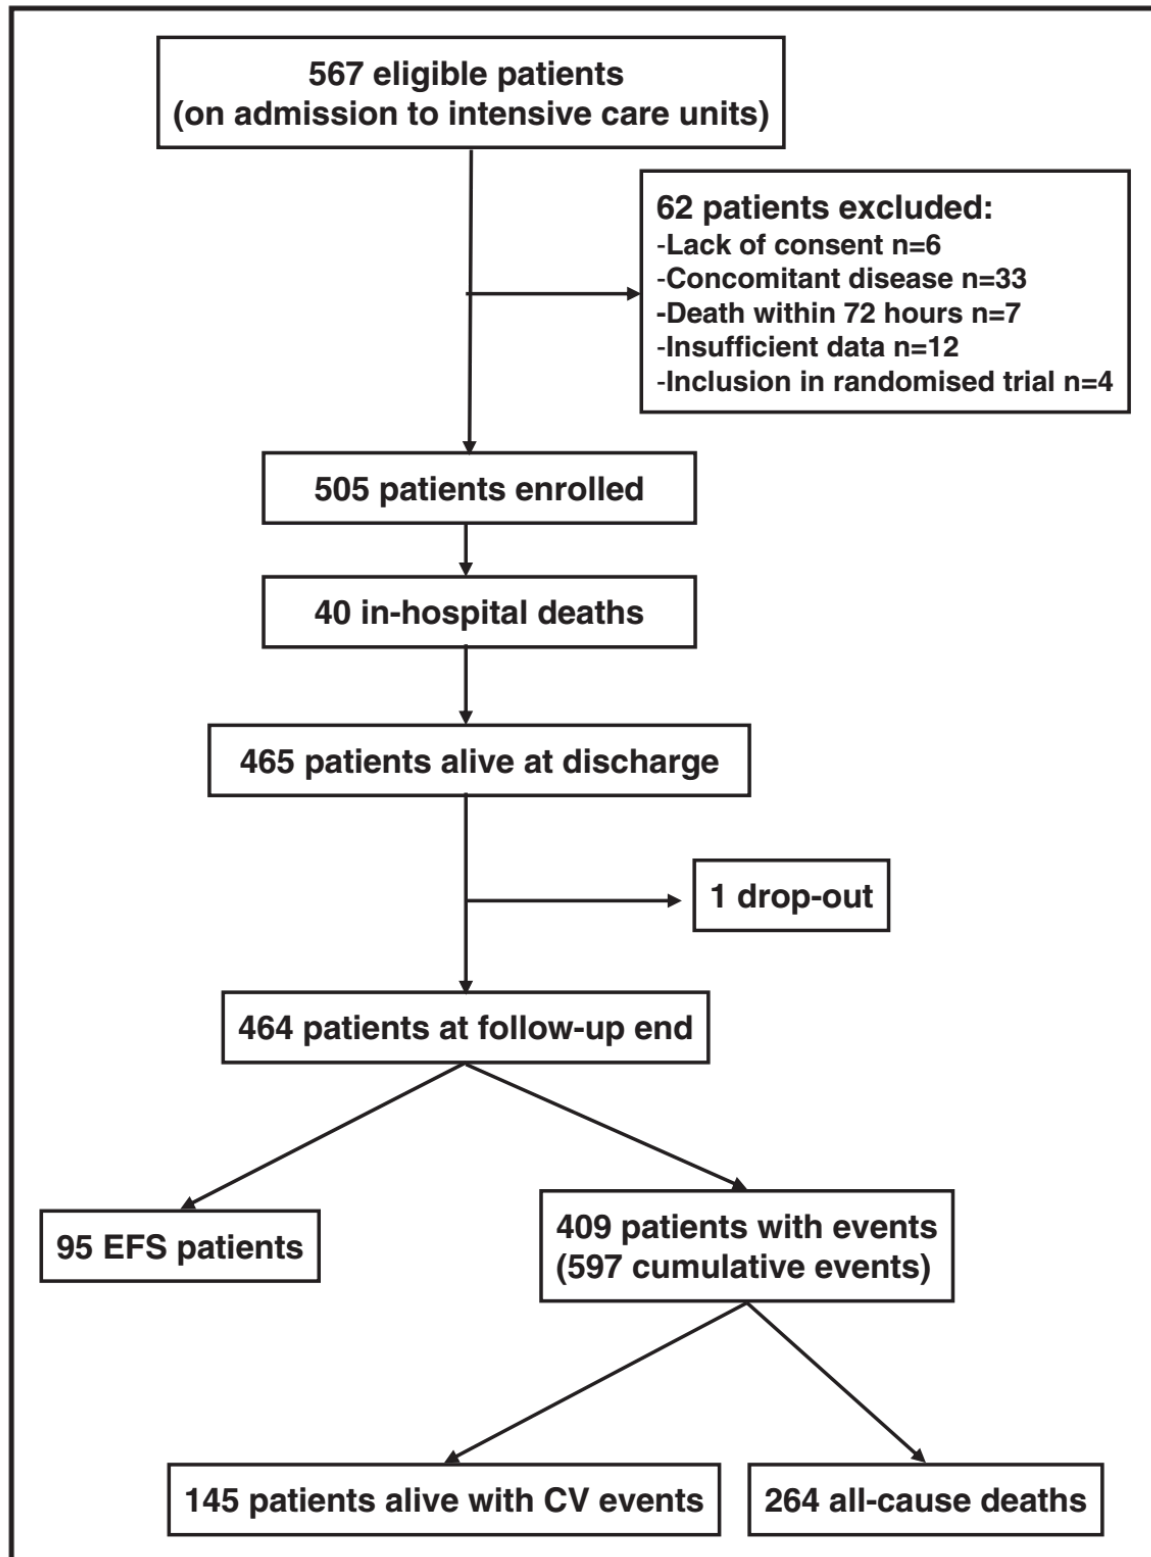 567 eligible patients
(on admission to intensive care units)
62 patients excluded:
-Lack of consent n=6
-Concomitant disease n=33
-Death within 72 hours n=7
-Insufficient data n=12
-Inclusion in randomised trial n=4
505 patients enrolled
40 in-hospital deaths
465 patients alive at discharge
1 drop-out
464 patients at follow-up end
95 EFS patients
409 patients with events
(597 cumulative events)
145 patients alive with CV events
264 all-cause deaths